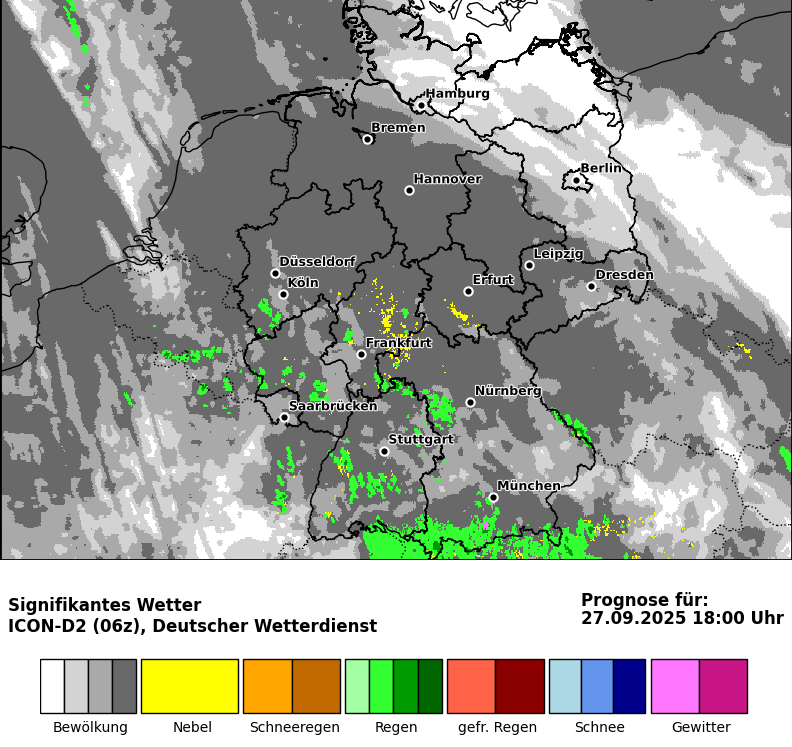 Hamburg
Bremen
Berlin
Hannover
Leipzig
Düsseldorf
Dresden
Köln
Erfurt
Frankfurt
Nürnberg
Saarbrücken
Stuttgart
München
Signifikantes Wetter
ICON-D2 (06z), Deutscher Wetterdienst
Prognose für:
27.09.2025 18:00 Uhr
Bewölkung
Nebel
Schneeregen
Regen
gefr. Regen
Schnee
Gewitter